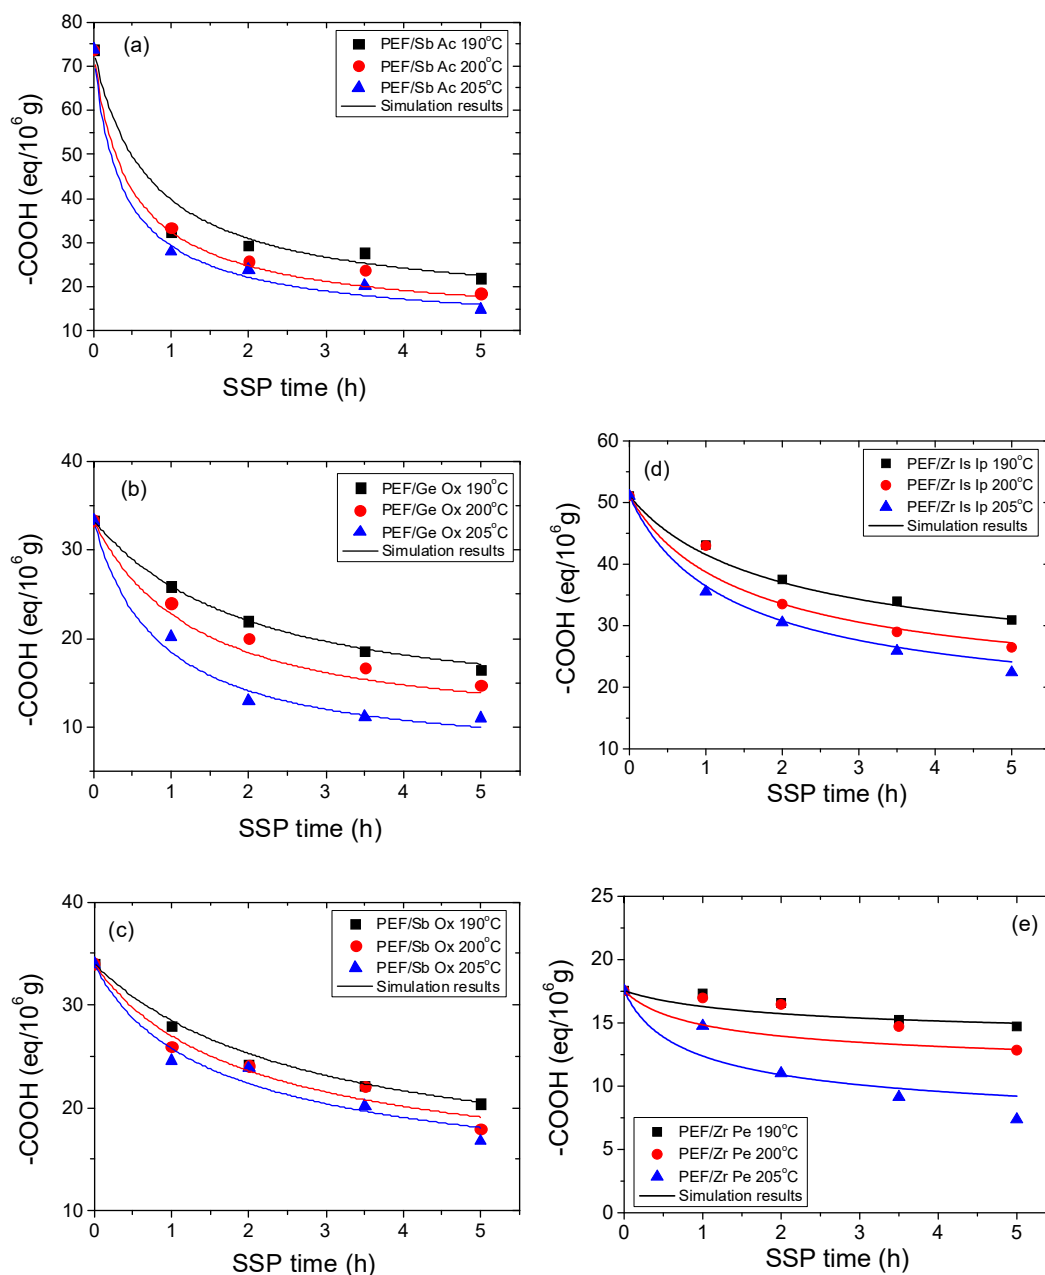 (a)
PEF/Sb Ac 190°C
PEF/Sb Ac 200°C
PEF/Sb Ac 205°C
Simulation results
80
70
60
50
40
30
20
10
-COOH (eq/10⁶g)
0 1 2 3 4 5
SSP time (h)
(b)
PEF/Ge Ox 190°C
PEF/Ge Ox 200°C
PEF/Ge Ox 205°C
Simulation results
40
30
20
10
-COOH (eq/10⁶g)
0 1 2 3 4 5
SSP time (h)
(d)
PEF/Zr Is Ip 190°C
PEF/Zr Is Ip 200°C
PEF/Zr Is Ip 205°C
Simulation results
60
50
40
30
20
10
-COOH (eq/10⁶g)
0 1 2 3 4 5
SSP time (h)
(c)
PEF/Sb Ox 190°C
PEF/Sb Ox 200°C
PEF/Sb Ox 205°C
Simulation results
40
30
20
10
-COOH (eq/10⁶g)
0 1 2 3 4 5
SSP time (h)
(e)
25
20
15
10
5
0
-COOH (eq/10⁶g)
PEF/Zr Pe 190°C
PEF/Zr Pe 200°C
PEF/Zr Pe 205°C
Simulation results
0 1 2 3 4 5
SSP time (h)